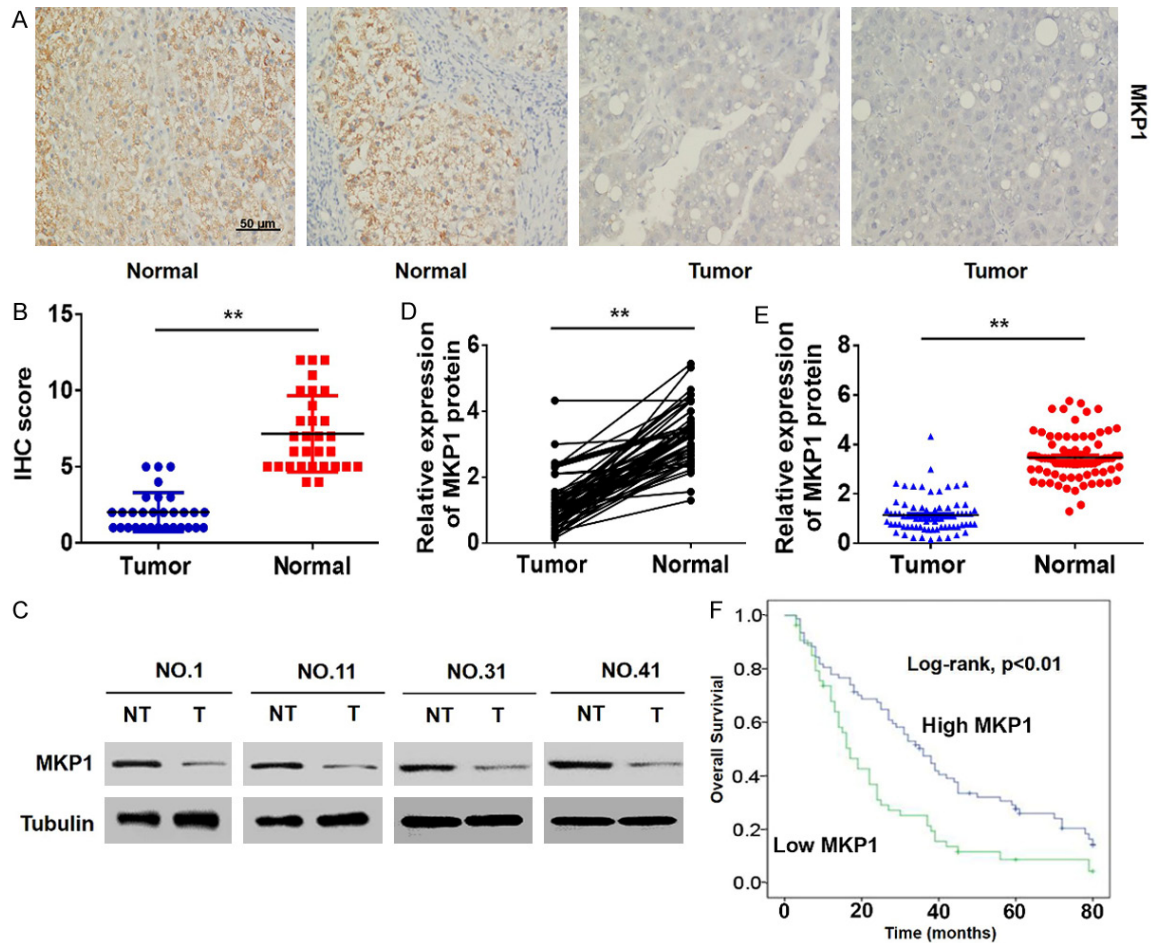 A
MKP1
50 µm
Normal
Normal
Tumor
Tumor
B
IHC score
15
10
5
0
**
Tumor
Normal
D
Relative expression
of MKP1 protein
6
4
2
0
**
Tumor
Normal
E
Relative expression
of MKP1 protein
8
6
4
2
0
**
Tumor
Normal
C
NO.1
NO.11
NO.31
NO.41
NT
T
NT
T
NT
T
NT
T
MKP1
Tubulin
F
Overall Survivial
1.0
0.8
0.6
0.4
0.2
0.0
Log-rank, p<0.01
High MKP1
Low MKP1
0
20
40
60
80
Time (months)